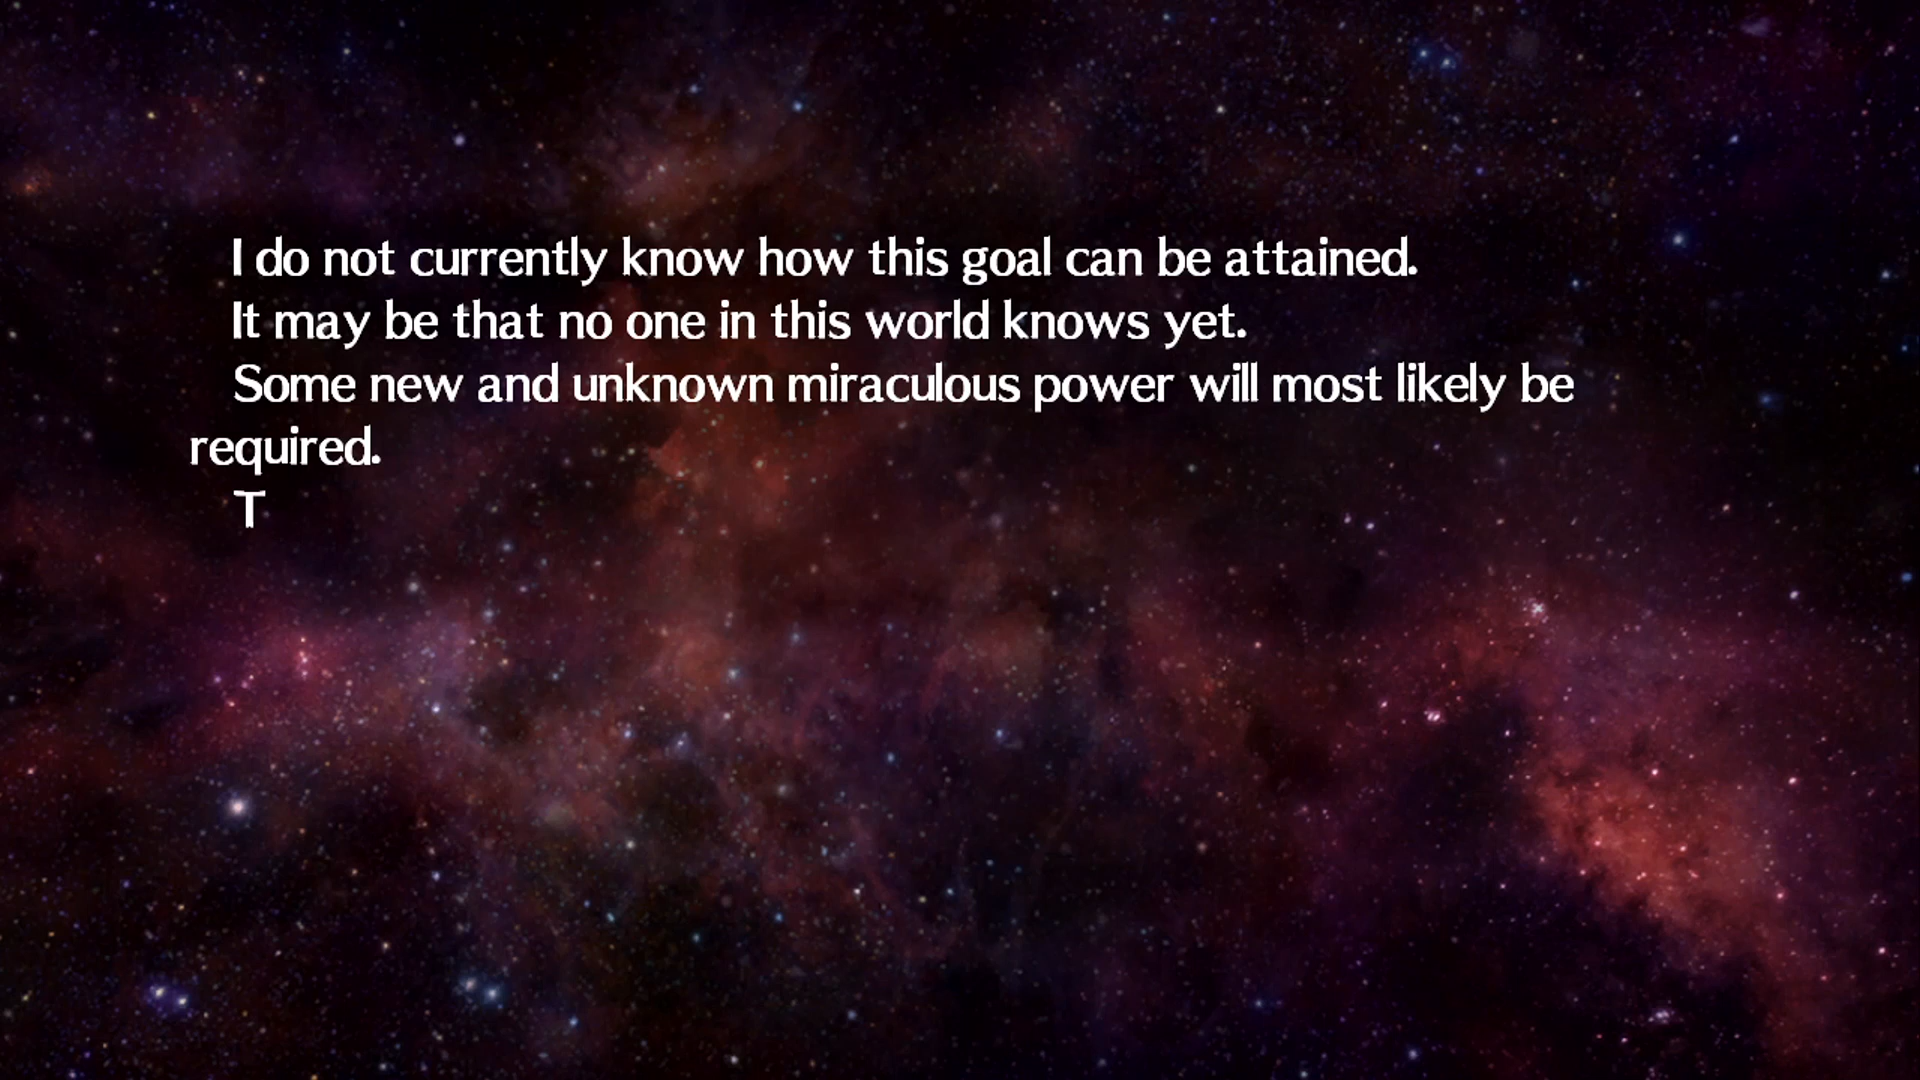 I do not currently know how this goal can be attained.
It may be that no one in this world knows yet.
Some new and unknown miraculous power will most likely be
required.
T